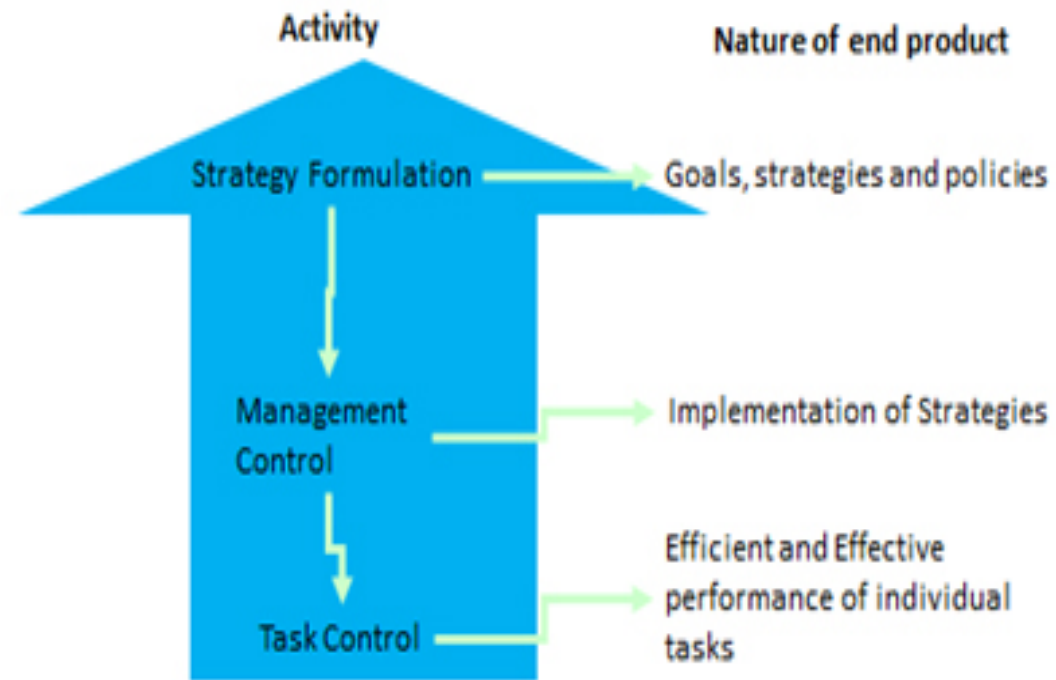 Activity
Nature of end product
Strategy Formulation
Goals, strategies and policies
Management
Control
Implementation of Strategies
Task Control
Efficient and Effective
performance of individual
tasks